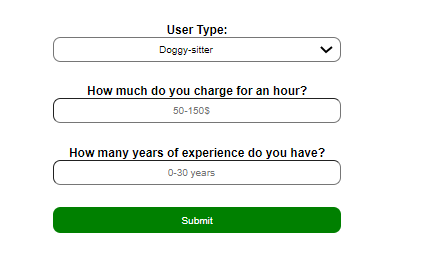 User Type:
Doggy-sitter
How much do you charge for an hour?
50-150$
How many years of experience do you have?
0-30 years
Submit